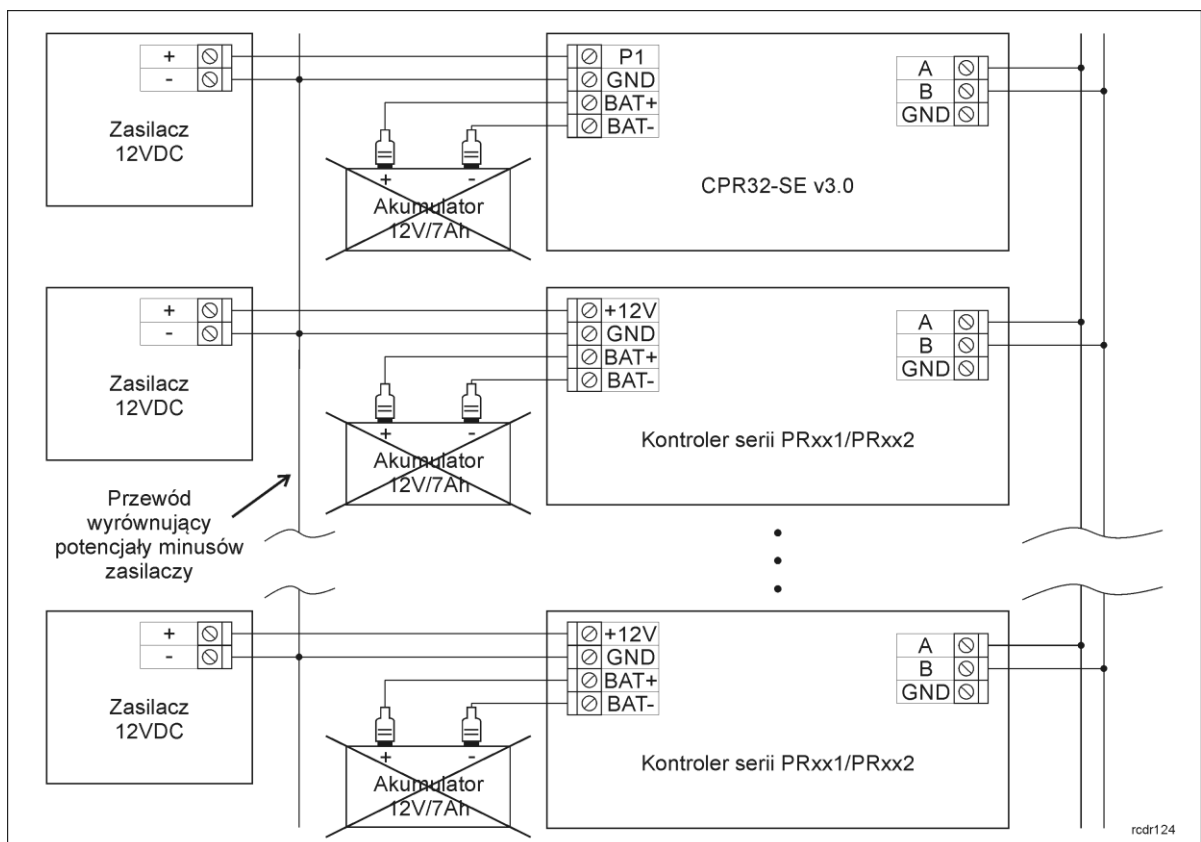 +
-
Zasilacz
12VDC
P1
GND
BAT+
BAT-
+ -
Akumulator
12V/7Ah
CPR32-SE v3.0
A
B
GND
+
-
Zasilacz
12VDC
+12V
GND
BAT+
BAT-
+ -
Akumulator
12V/7Ah
Kontroler serii PRxx1/PRxx2
A
B
GND
Przewód
wyrównujący
potencjały minusów
zasilaczy
+
-
Zasilacz
12VDC
+12V
GND
BAT+
BAT-
+ -
Akumulator
12V/7Ah
Kontroler serii PRxx1/PRxx2
A
B
GND
rcdr124